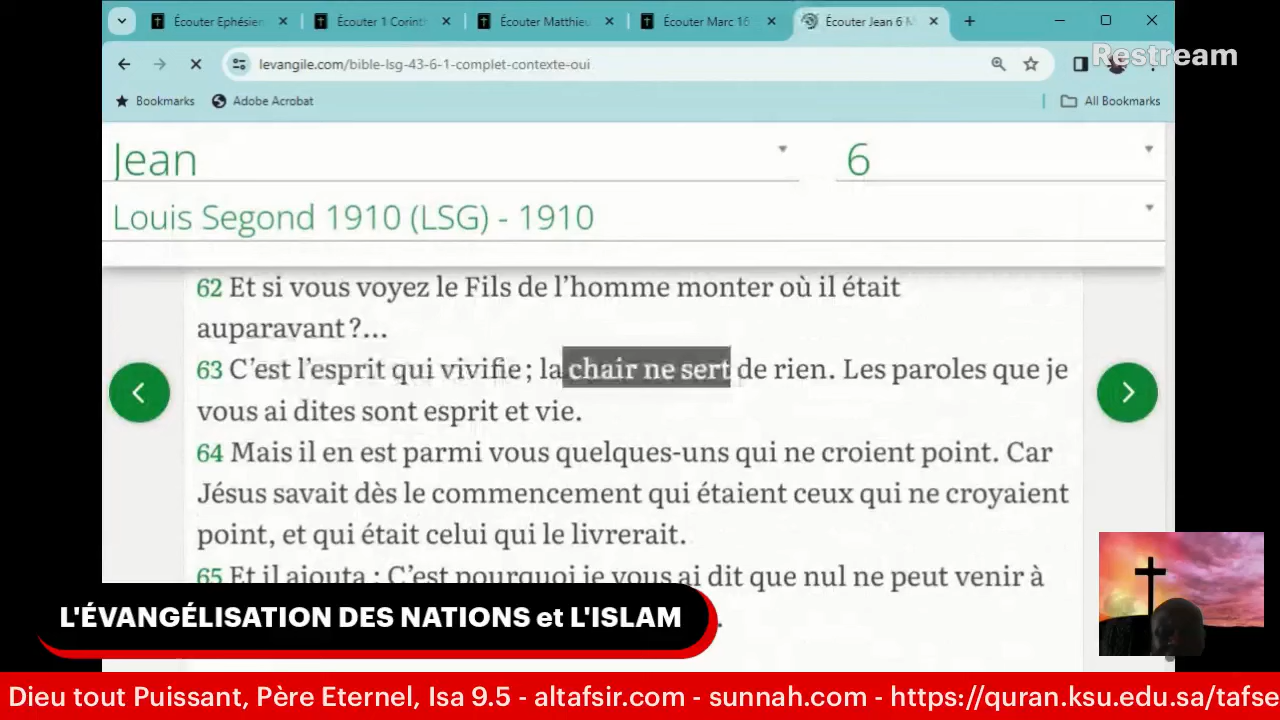 Écouter Ephésien
Écouter 1 Corint
Écouter Matthieu
Écouter Marc 16
Écouter Jean 6
Restream
levangile.com/bible-lsg-43-6-1-complet-contexte-oui
Bookmarks
Adobe Acrobat
All Bookmarks
Jean
6
Louis Segond 1910 (LSG) - 1910
62 Et si vous voyez le Fils de l’homme monter où il était
auparavant ?...
63 C’est l’esprit qui vivifie ; la chair ne sert de rien. Les paroles que je
vous ai dites sont esprit et vie.
64 Mais il en est parmi vous quelques-uns qui ne croient point. Car
Jésus savait dès le commencement qui étaient ceux qui ne croyaient
point, et qui était celui qui le livrerait.
65 Et il ajouta : C’est pourquoi je vous ai dit que nul ne peut venir à
L'ÉVANGÉLISATION DES NATIONS et L'ISLAM
Dieu tout Puissant, Père Eternel, Isa 9.5 - altafsir.com - sunnah.com - https://quran.ksu.edu.sa/tafse